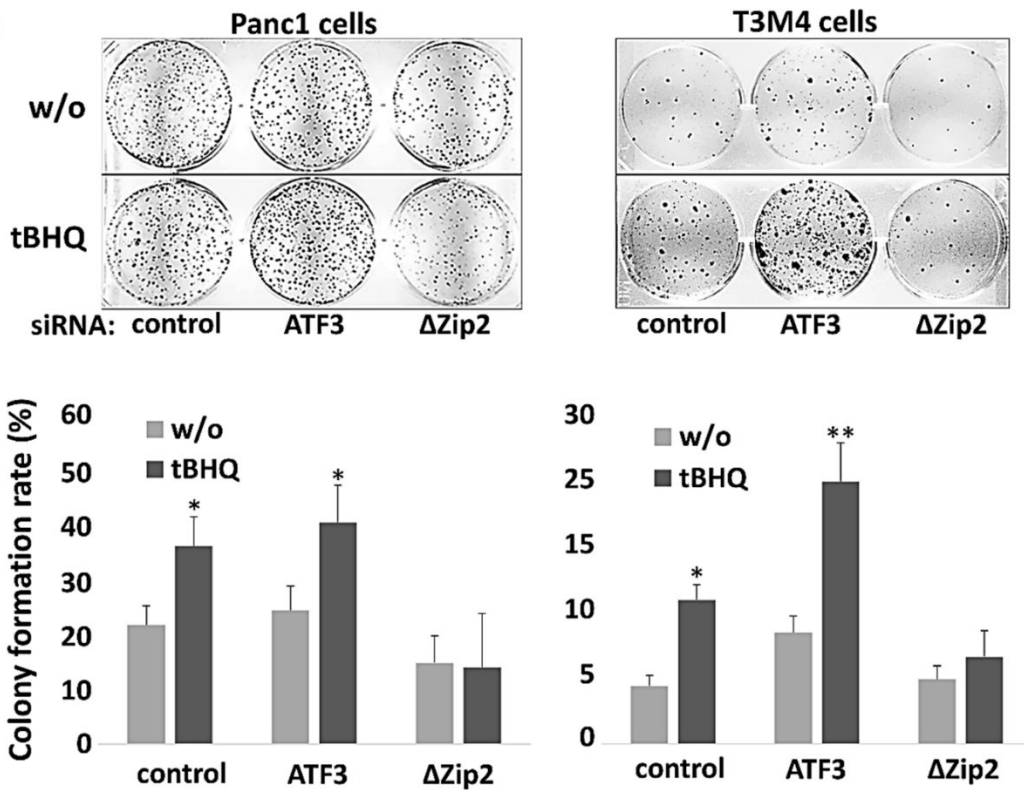 Panc1 cells
T3M4 cells
w/o
tBHQ
siRNA: control ATF3 ΔZip2
control ATF3 ΔZip2
Colony formation rate (%)
60
50
40
30
20
10
0
w/o
tBHQ
*
*
control ATF3 ΔZip2
30
25
15
10
5
0
w/o
tBHQ
*
**
control ATF3 ΔZip2